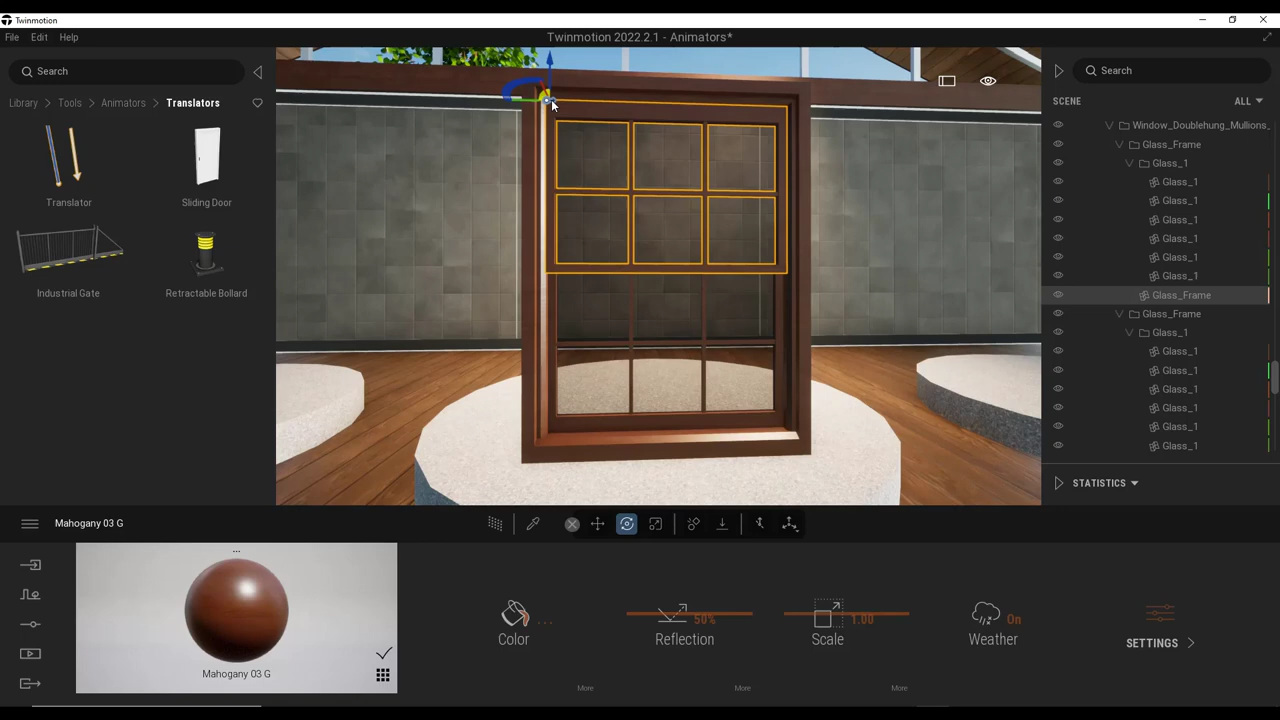 Twinmotion
File Edit Help
Twinmotion 2022.2.1 - Animators*
Search
Library Tools Animators Translators
Translator
Sliding Door
Industrial Gate
Retractable Bollard
Search
SCENE ALL
Window_Doublehung_Mullions_
Glass_Frame
Glass_1
Glass_1
Glass_1
Glass_1
Glass_1
Glass_1
Glass_1
Glass_Frame
Glass_Frame
Glass_1
Glass_1
Glass_1
Glass_1
Glass_1
Glass_1
Glass_1
STATISTICS
Mahogany 03 G
...
Mahogany 03 G
Color ...
Reflection 50%
Scale 1.00
Weather On
SETTINGS
More
More
More